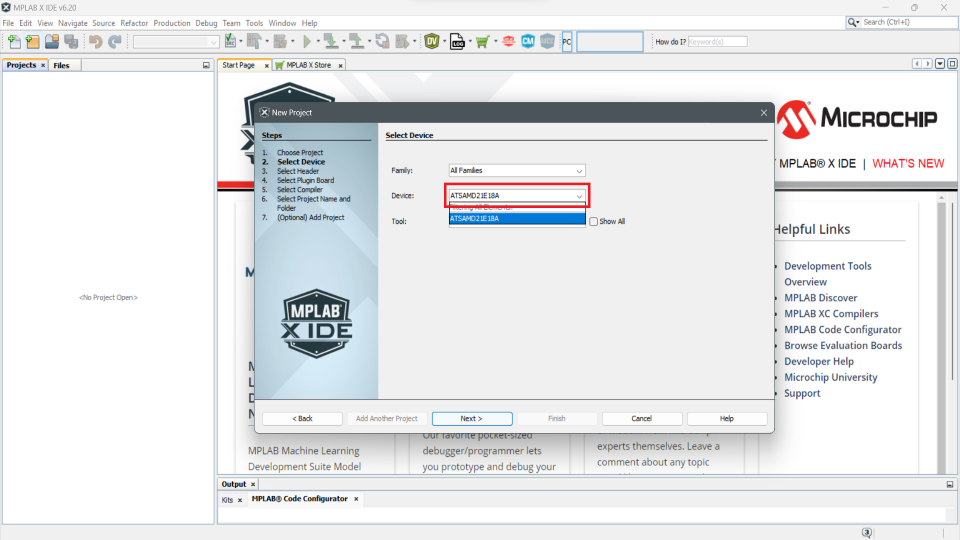 MPLAB X IDE v6.20
File Edit View Navigate Source Refactor Production Debug Team Tools Window Help
Search (Ctrl+I)
DV
LOG
CM
PC
How do I? Keyword(s)
Projects × Files
Start Page × MPLAB X Store ×
MICROCHIP
MPLAB® X IDE | WHAT'S NEW
New Project
Steps
1. Choose Project
2. Select Device
3. Select Header
4. Select Plugin Board
5. Select Compiler
6. Select Project Name and
Folder
7. (Optional) Add Project
MPLAB
X IDE
Select Device
Family: All Families
Device: ATSAMD21E18A
ATSAMD21E18A
Tool: Show All
< Back Add Another Project Next > Finish Cancel Help
<No Project Open>
Helpful Links
Development Tools
Overview
MPLAB Discover
MPLAB XC Compilers
MPLAB Code Configurator
Browse Evaluation Boards
Developer Help
Microchip University
Support
MPLAB Machine Learning
Development Suite Model
Our favorite pocket-sized
debugger/programmer lets
you prototype and debug your
experts themselves. Leave a
comment about any topic
Output ×
Kits × MPLAB® Code Configurator ×
3